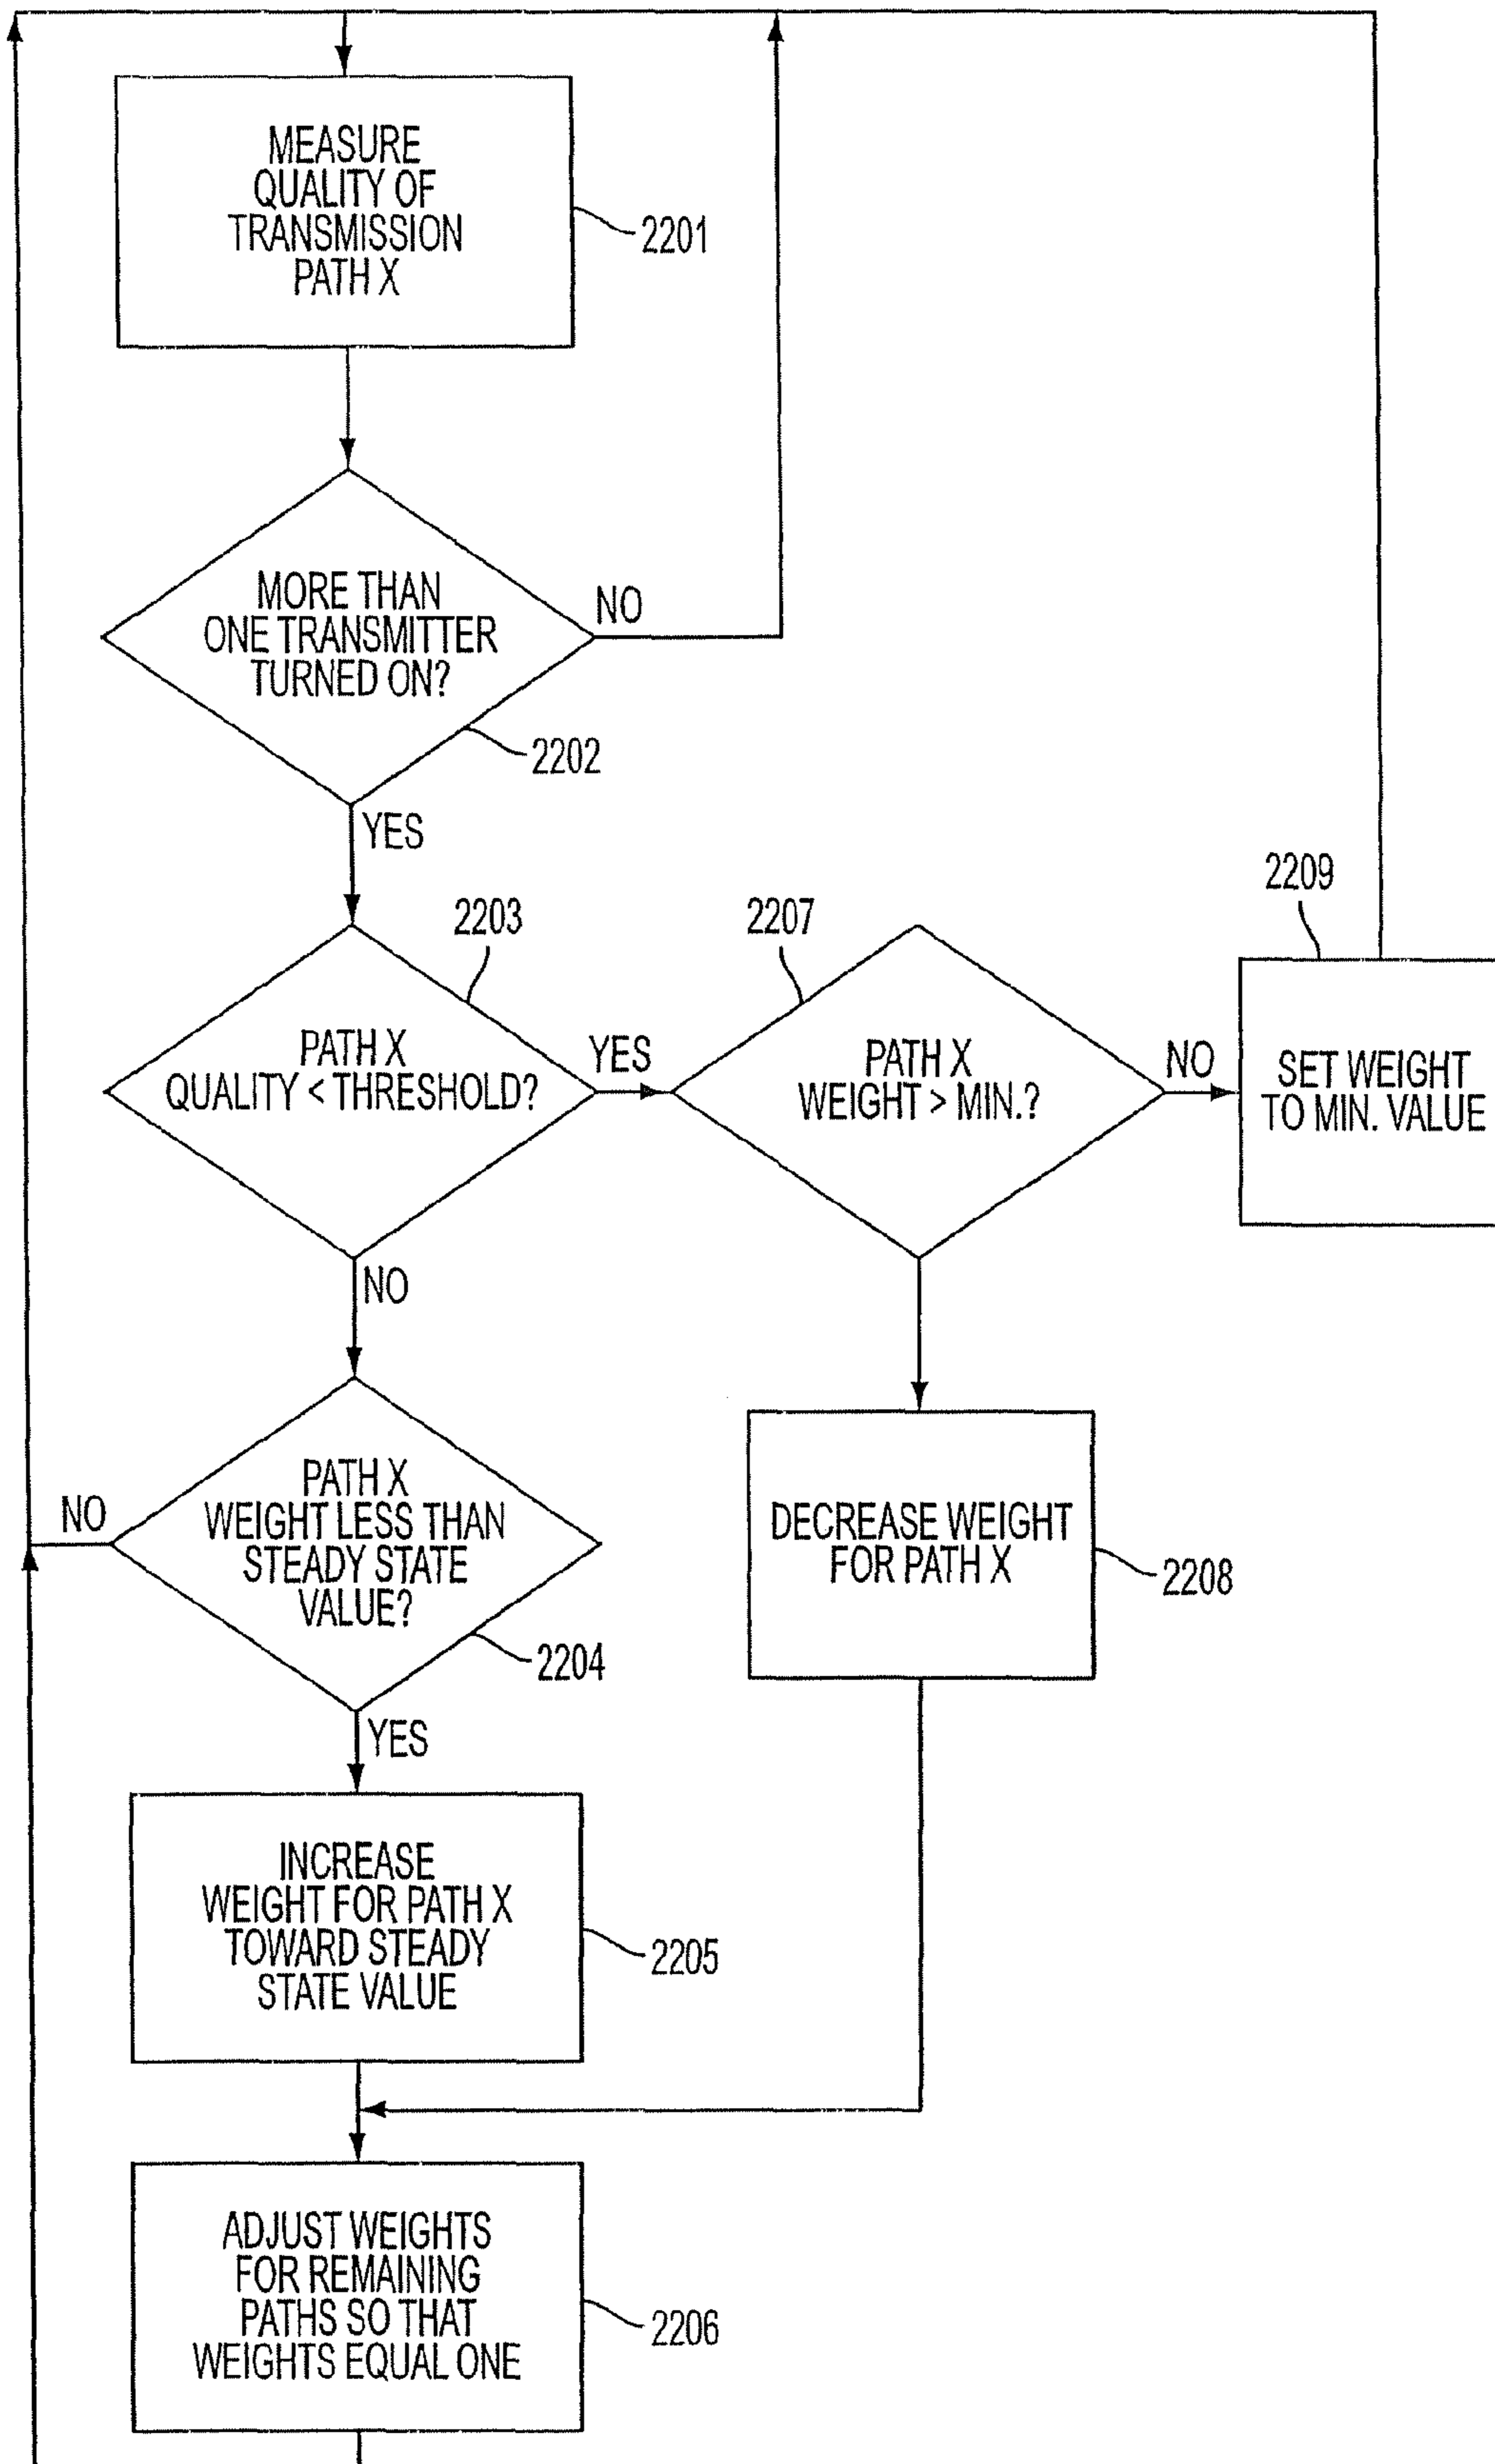 MEASURE
QUALITY OF
TRANSMISSION
PATH X
2201
MORE THAN
ONE TRANSMITTER
TURNED ON?
NO
2202
YES
2203
2207
2209
PATH X
QUALITY < THRESHOLD?
YES
PATH X
WEIGHT > MIN.?
NO
SET WEIGHT
TO MIN. VALUE
NO
PATH X
WEIGHT LESS THAN
STEADY STATE
VALUE?
NO
2204
DECREASE WEIGHT
FOR PATH X
2208
YES
INCREASE
WEIGHT FOR PATH X
TOWARD STEADY
STATE VALUE
2205
ADJUST WEIGHTS
FOR REMAINING
PATHS SO THAT
WEIGHTS EQUAL ONE
2206